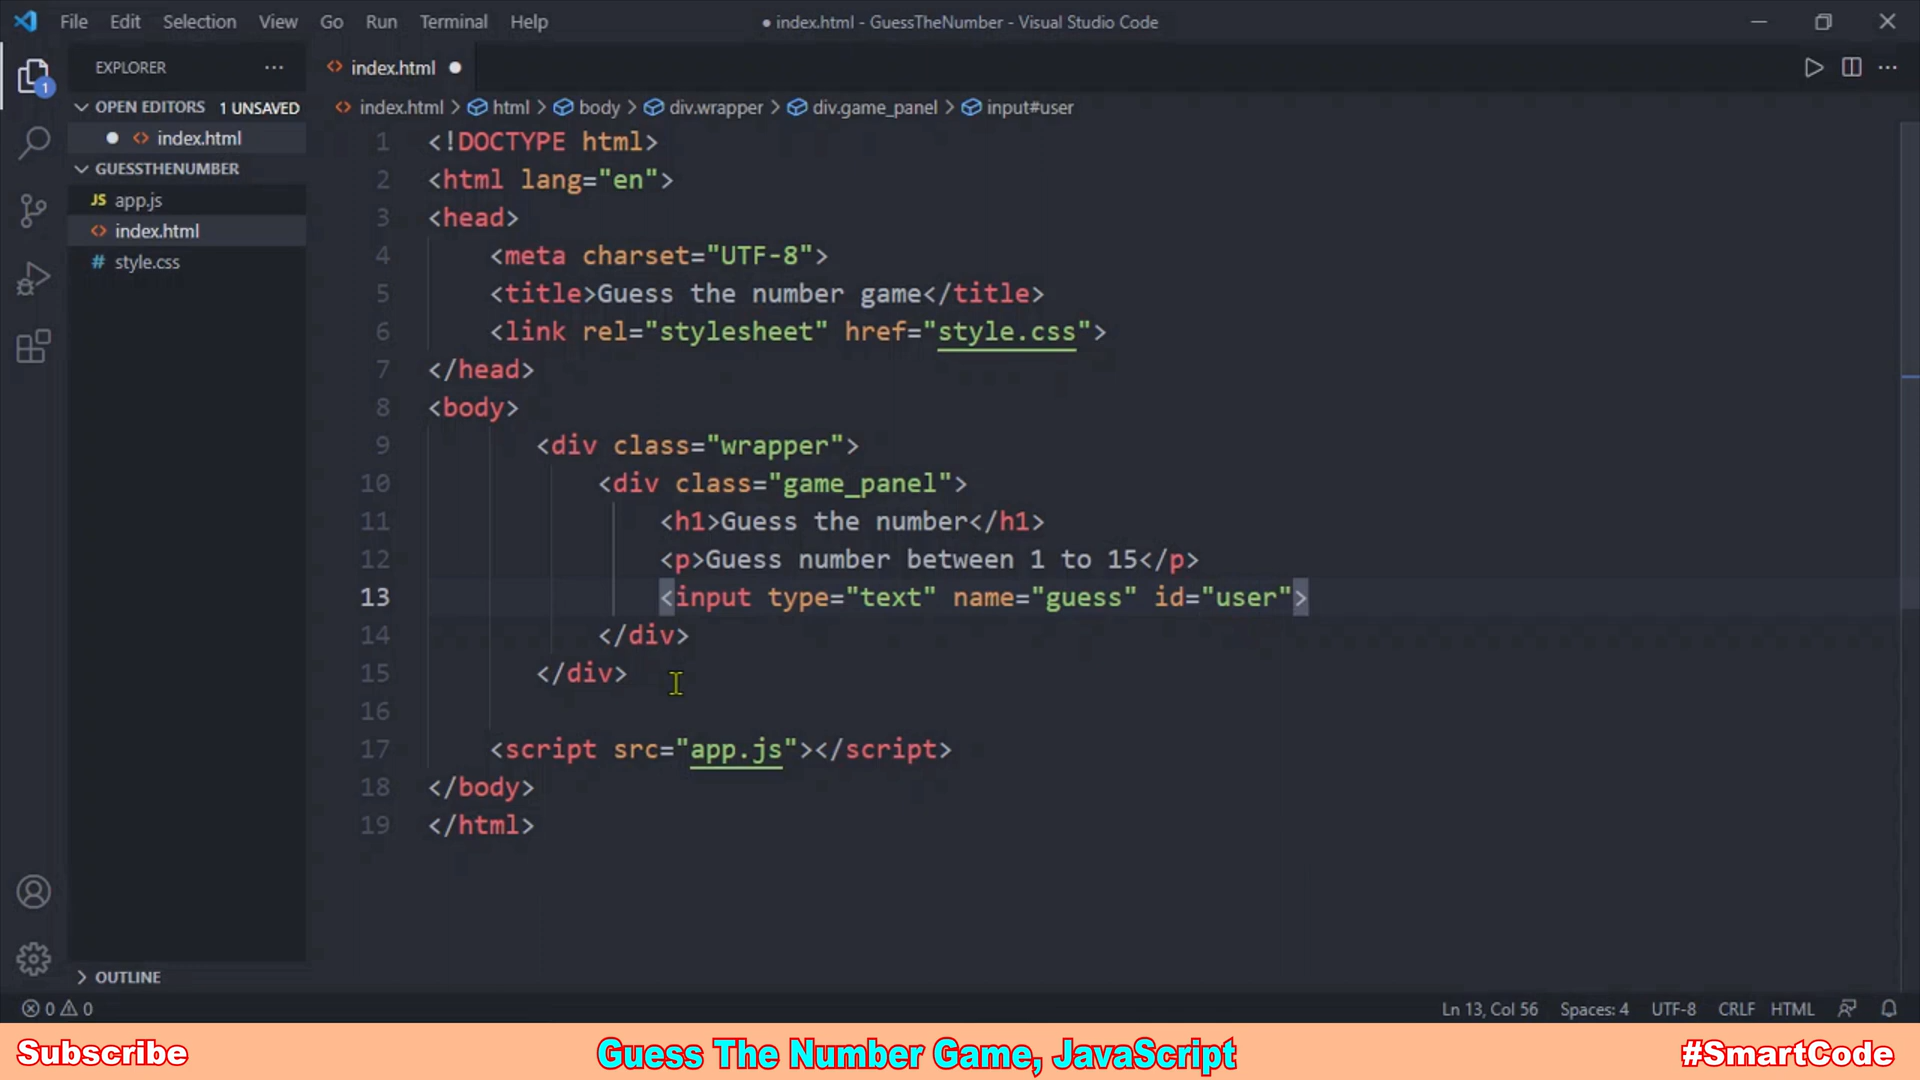 File Edit Selection View Go Run Terminal Help
● index.html - GuessTheNumber - Visual Studio Code
EXPLORER
index.html
OPEN EDITORS 1 UNSAVED
index.html
GUESSTHENUMBER
JS app.js
index.html
# style.css
OUTLINE
1
index.html > html > body > div.wrapper > div.game_panel > input#user
1 <!DOCTYPE html>
2 <html lang="en">
3 <head>
4 <meta charset="UTF-8">
5 <title>Guess the number game</title>
6 <link rel="stylesheet" href="style.css">
7 </head>
8 <body>
9 <div class="wrapper">
10 <div class="game_panel">
11 <h1>Guess the number</h1>
12 <p>Guess number between 1 to 15</p>
13 <input type="text" name="guess" id="user">
14 </div>
15 </div>
16
17 <script src="app.js"></script>
18 </body>
19 </html>
0 0
Ln 13, Col 56 Spaces: 4 UTF-8 CRLF HTML
Subscribe
Guess The Number Game, JavaScript
#SmartCode